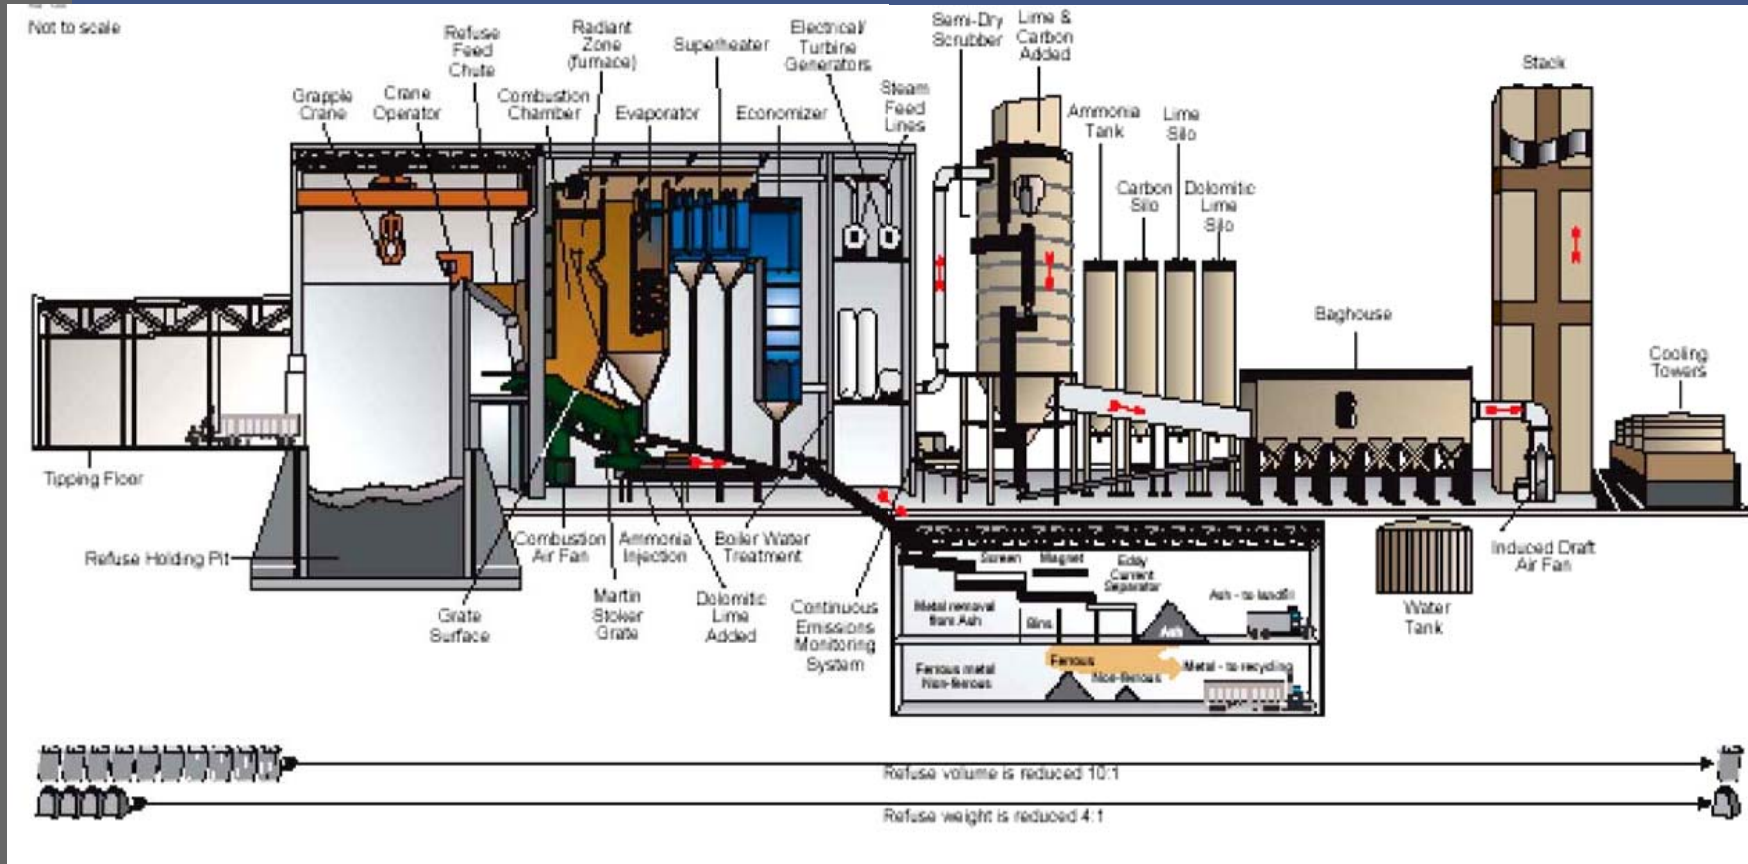 Not to scale
Grapple
Crane
Crane
Operator
Refuse
Feed
Chute
Combustion
Chamber
Radiant
Zone
(furnace)
Evaporator
Superheater
Economizer
Electrical/
Turbine
Generators
Steam
Feed
Lines
Semi-Dry
Scrubber
Lime &
Carbon
Added
Ammonia
Tank
Carbon
Silo
Lime
Silo
Dolomitic
Lime
Silo
Baghouse
Stack
Cooling
Towers
Tipping Floor
Refuse Holding Pit
Grate
Surface
Combustion
Air Fan
Martin
Stoker
Grate
Ammonia
Injection
Dolomitic
Lime
Added
Boiler Water
Treatment
Continuous
Emissions
Monitoring
System
Screen
Magnet
Eddy
Current
Separator
Metal removal
from Ash
Bins
Ash
Ash - to landfill
Ferrous metal
Non-ferrous
Ferrous
Non-ferrous
Metal - to recycling
Water
Tank
Induced Draft
Air Fan
Refuse volume is reduced 10:1
Refuse weight is reduced 4:1